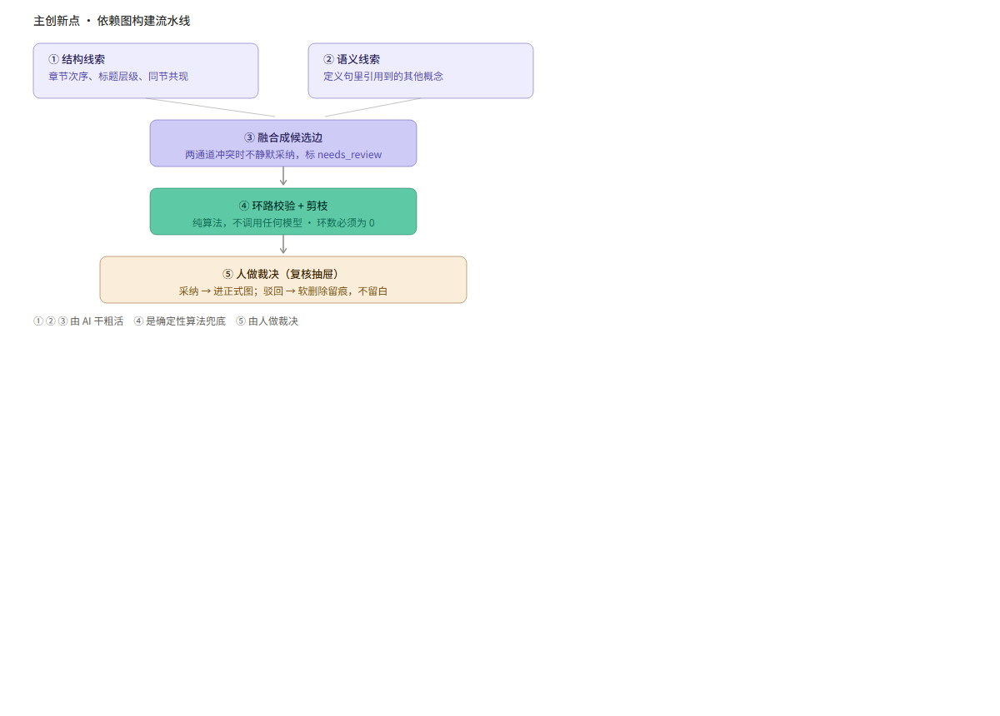 主创新点 · 依赖图构建流水线
① 结构线索
章节次序、标题层级、同节共现
② 语义线索
定义句里引用到的其他概念
③ 融合成候选边
两通道冲突时不静默采纳，标 needs_review
④ 环路校验 + 剪枝
纯算法，不调用任何模型 · 环数必须为 0
⑤ 人做裁决（复核抽屉）
采纳 → 进正式图；驳回 → 软删除留痕，不留白
① ② ③ 由 AI 干粗活 ④ 是确定性算法兜底 ⑤ 由人做裁决